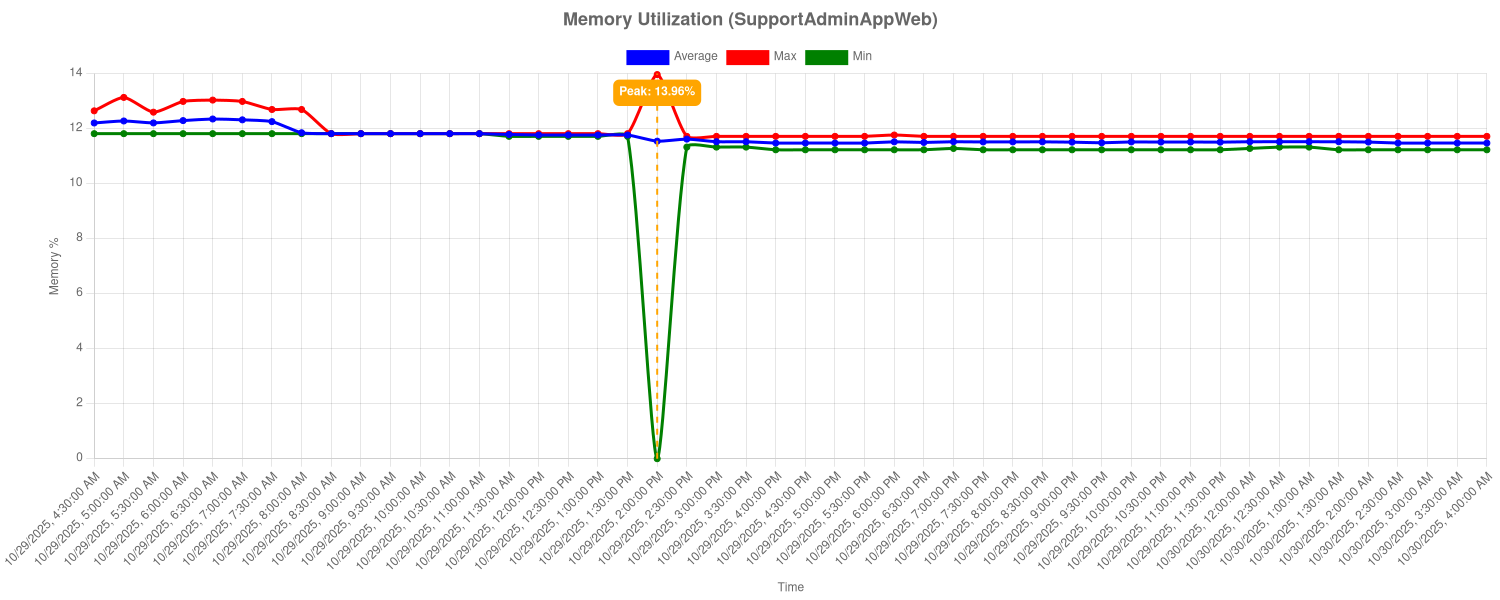 Memory Utilization (SupportAdminAppWeb)
Average Max Min
Peak: 13.96%
14
12
10
8
6
4
2
0
Memory %
10/29/2025, 4:30:00 AM
10/29/2025, 5:00:00 AM
10/29/2025, 5:30:00 AM
10/29/2025, 6:00:00 AM
10/29/2025, 6:30:00 AM
10/29/2025, 7:00:00 AM
10/29/2025, 7:30:00 AM
10/29/2025, 8:00:00 AM
10/29/2025, 8:30:00 AM
10/29/2025, 9:00:00 AM
10/29/2025, 9:30:00 AM
10/29/2025, 10:00:00 AM
10/29/2025, 10:30:00 AM
10/29/2025, 11:00:00 AM
10/29/2025, 11:30:00 AM
10/29/2025, 12:00:00 PM
10/29/2025, 12:30:00 PM
10/29/2025, 1:00:00 PM
10/29/2025, 1:30:00 PM
10/29/2025, 2:00:00 PM
10/29/2025, 2:30:00 PM
10/29/2025, 3:00:00 PM
10/29/2025, 3:30:00 PM
10/29/2025, 4:00:00 PM
10/29/2025, 4:30:00 PM
10/29/2025, 5:00:00 PM
10/29/2025, 5:30:00 PM
10/29/2025, 6:00:00 PM
10/29/2025, 6:30:00 PM
10/29/2025, 7:00:00 PM
10/29/2025, 7:30:00 PM
10/29/2025, 8:00:00 PM
10/29/2025, 8:30:00 PM
10/29/2025, 9:00:00 PM
10/29/2025, 9:30:00 PM
10/29/2025, 10:00:00 PM
10/29/2025, 10:30:00 PM
10/29/2025, 11:00:00 PM
10/29/2025, 11:30:00 PM
10/30/2025, 12:00:00 AM
10/30/2025, 12:30:00 AM
10/30/2025, 1:00:00 AM
10/30/2025, 1:30:00 AM
10/30/2025, 2:00:00 AM
10/30/2025, 2:30:00 AM
10/30/2025, 3:00:00 AM
10/30/2025, 3:30:00 AM
10/30/2025, 4:00:00 AM
Time